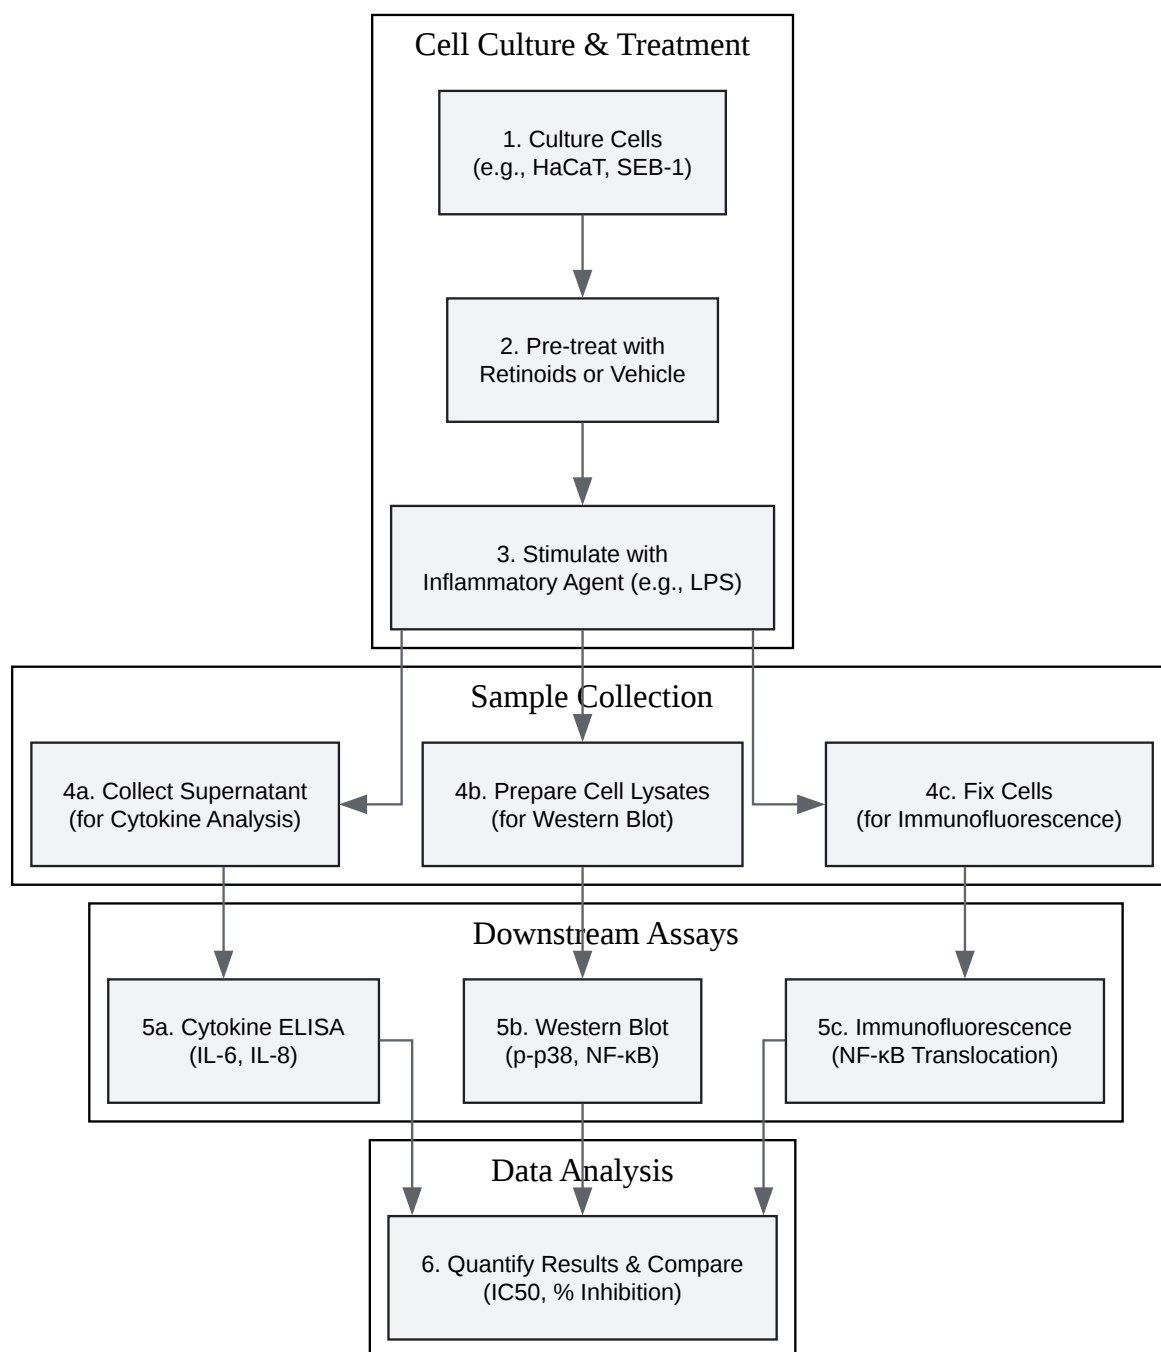 Cell Culture & Treatment
1. Culture Cells
(e.g., HaCaT, SEB-1)
2. Pre-treat with
Retinoids or Vehicle
3. Stimulate with
Inflammatory Agent (e.g., LPS)
Sample Collection
4a. Collect Supernatant
(for Cytokine Analysis)
4b. Prepare Cell Lysates
(for Western Blot)
4c. Fix Cells
(for Immunofluorescence)
Downstream Assays
5a. Cytokine ELISA
(IL-6, IL-8)
5b. Western Blot
(p-p38, NF-κB)
5c. Immunofluorescence
(NF-κB Translocation)
Data Analysis
6. Quantify Results & Compare
(IC50, % Inhibition)